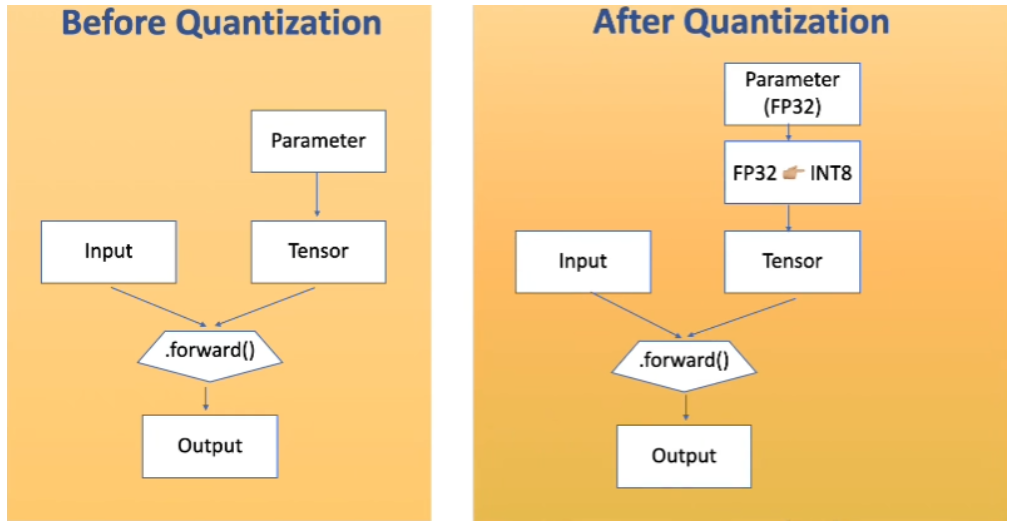 Before Quantization
Parameter
Input
Tensor
.forward()
Output
After Quantization
Parameter
(FP32)
FP32 👉 INT8
Input
Tensor
.forward()
Output